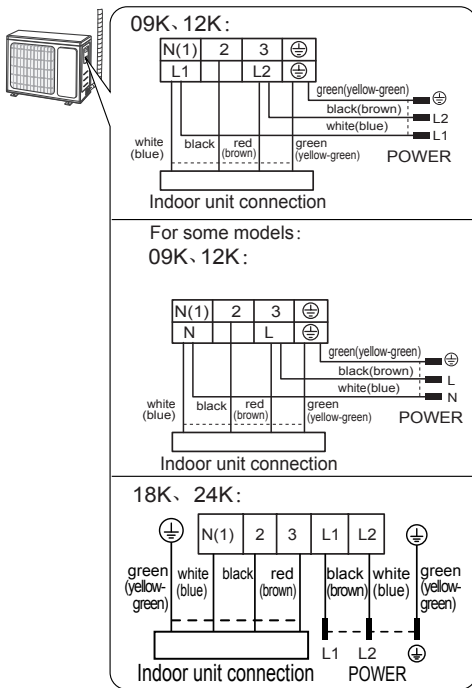 09K、12K:
N(1) 2 3
L1 L2
green(yellow-green)
black(brown)
L2
white(blue)
L1
white (blue) black red (brown) green (yellow-green)
POWER
Indoor unit connection
For some models:
09K、12K:
N(1) 2 3
N L
green(yellow-green)
black(brown)
L
white(blue)
N
white (blue) black red (brown) green (yellow-green)
POWER
Indoor unit connection
18K、24K:
N(1) 2 3 L1 L2
green (yellow-green) white (blue) black red (brown) black (brown) white (blue) green (yellow-green)
L1 L2
Indoor unit connection POWER